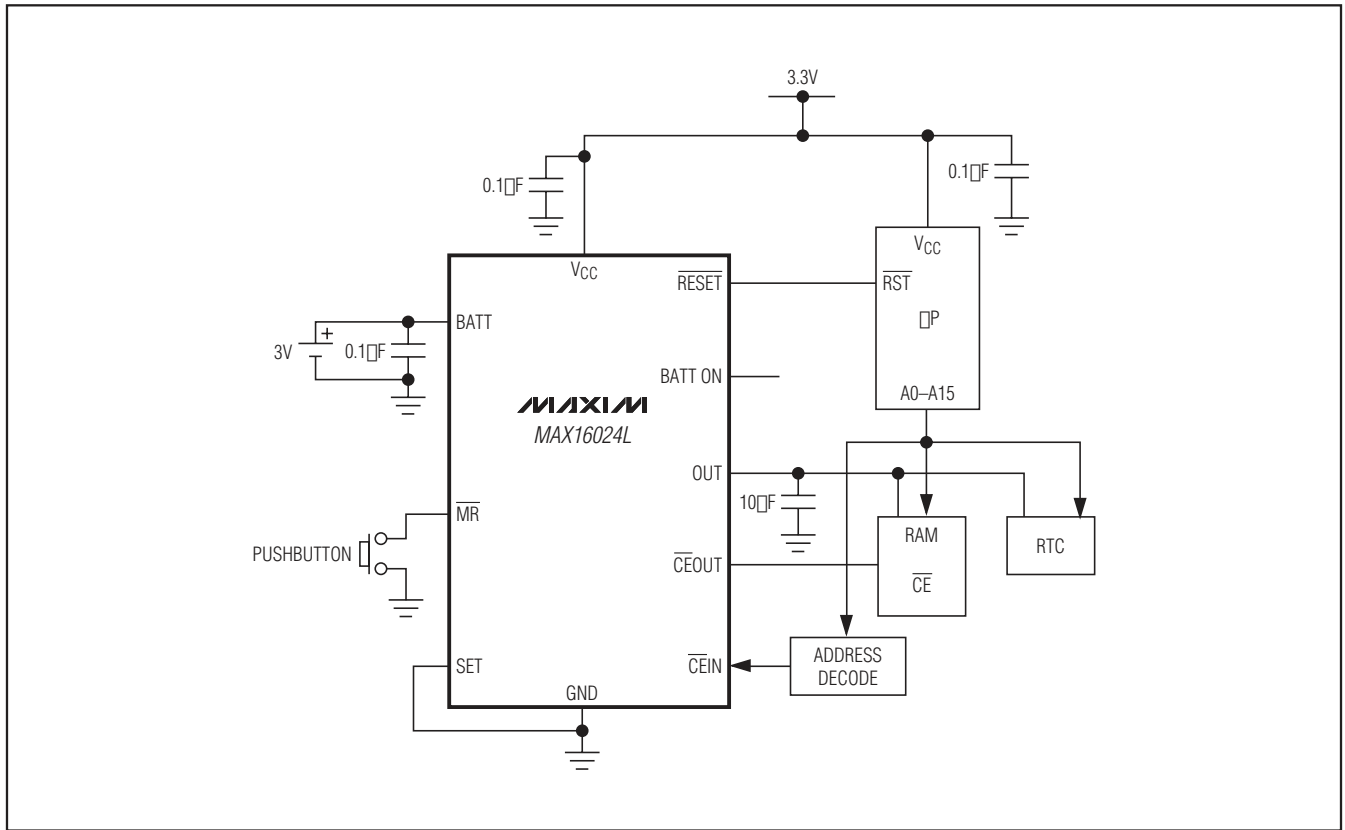 3.3V
0.1▯F
0.1▯F
VCC
VCC
RESET
RST
▯P
BATT
3V
0.1▯F
BATT ON
A0–A15
MAXIM
MAX16024L
OUT
10▯F
MR
RAM
RTC
PUSHBUTTON
CEOUT
CE
SET
CEIN
ADDRESS
DECODE
GND